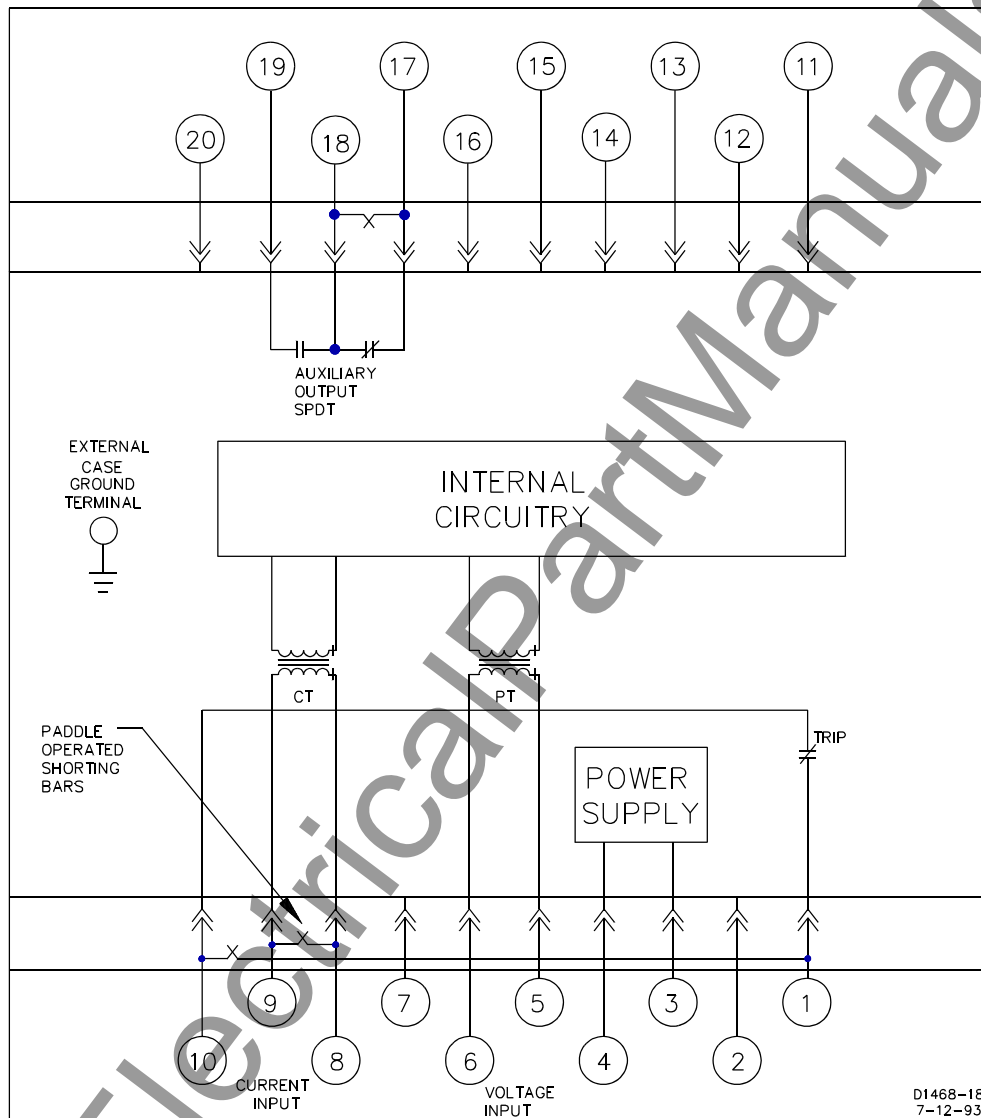 19
17
15
13
11
20
18
16
14
12
AUXILIARY
OUTPUT
SPDT
EXTERNAL
CASE
GROUND
TERMINAL
INTERNAL
CIRCUITRY
CT
PT
PADDLE
OPERATED
SHORTING
BARS
TRIP
POWER
SUPPLY
9
7
5
3
1
10
8
6
4
2
CURRENT
INPUT
VOLTAGE
INPUT
D1468-18
7-12-93
ElectricalPartManual